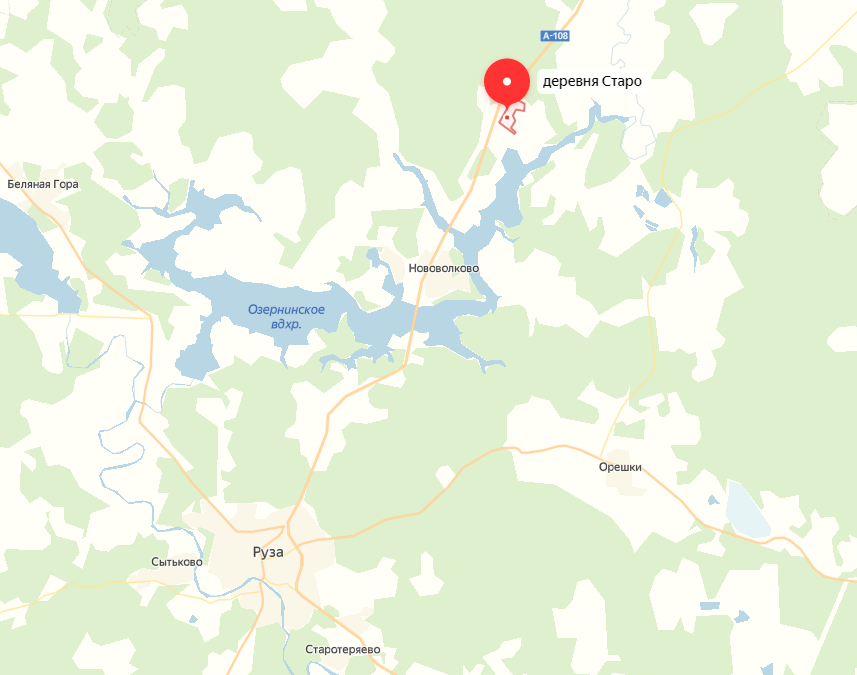 А-108
деревня Старо
Беляная Гора
Нововолково
Озернинское
вдхр.
Орешки
Руза
Сытьково
Старотеряево